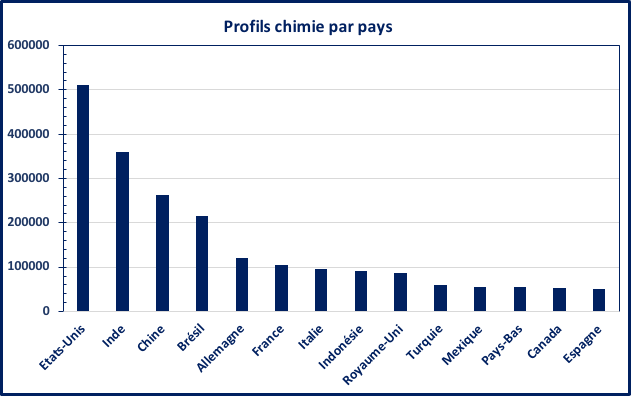 Profils chimie par pays
600000
500000
400000
300000
200000
100000
0
Etats-Unis
Inde
Chine
Brésil
Allemagne
France
Italie
Indonésie
Royaume-Uni
Turquie
Mexique
Pays-Bas
Canada
Espagne